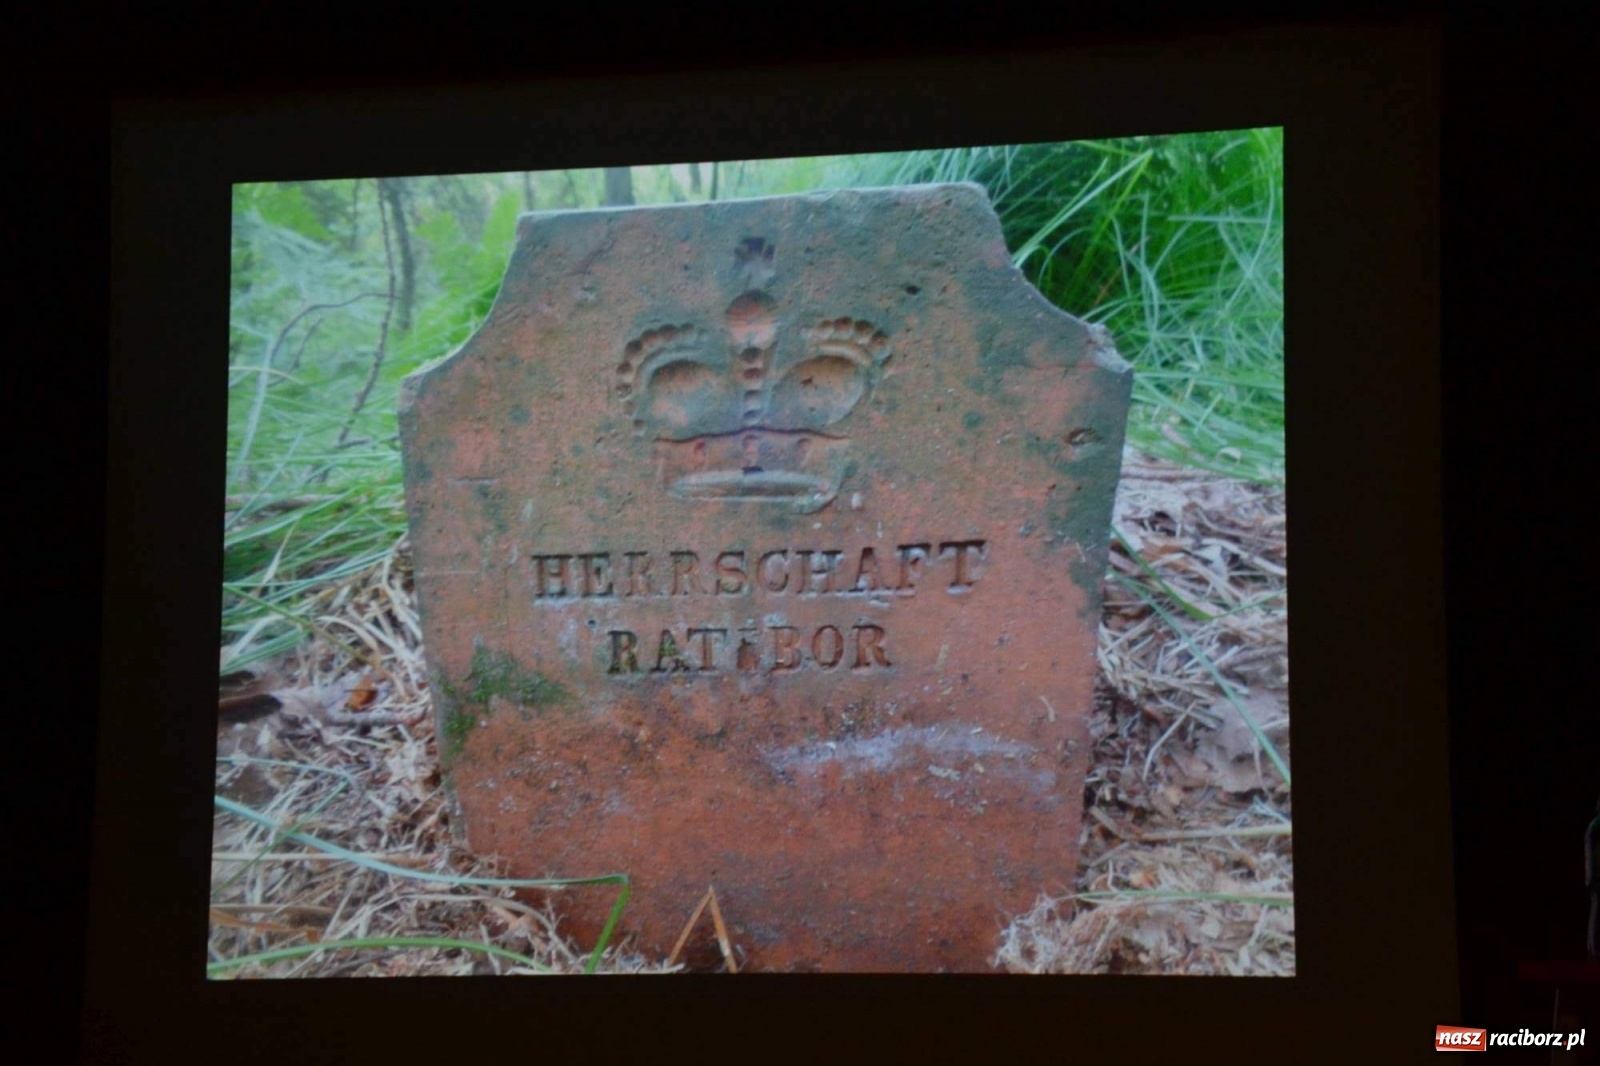 HERRSCHAFT
RATIBOR
nasz raciborz.pl